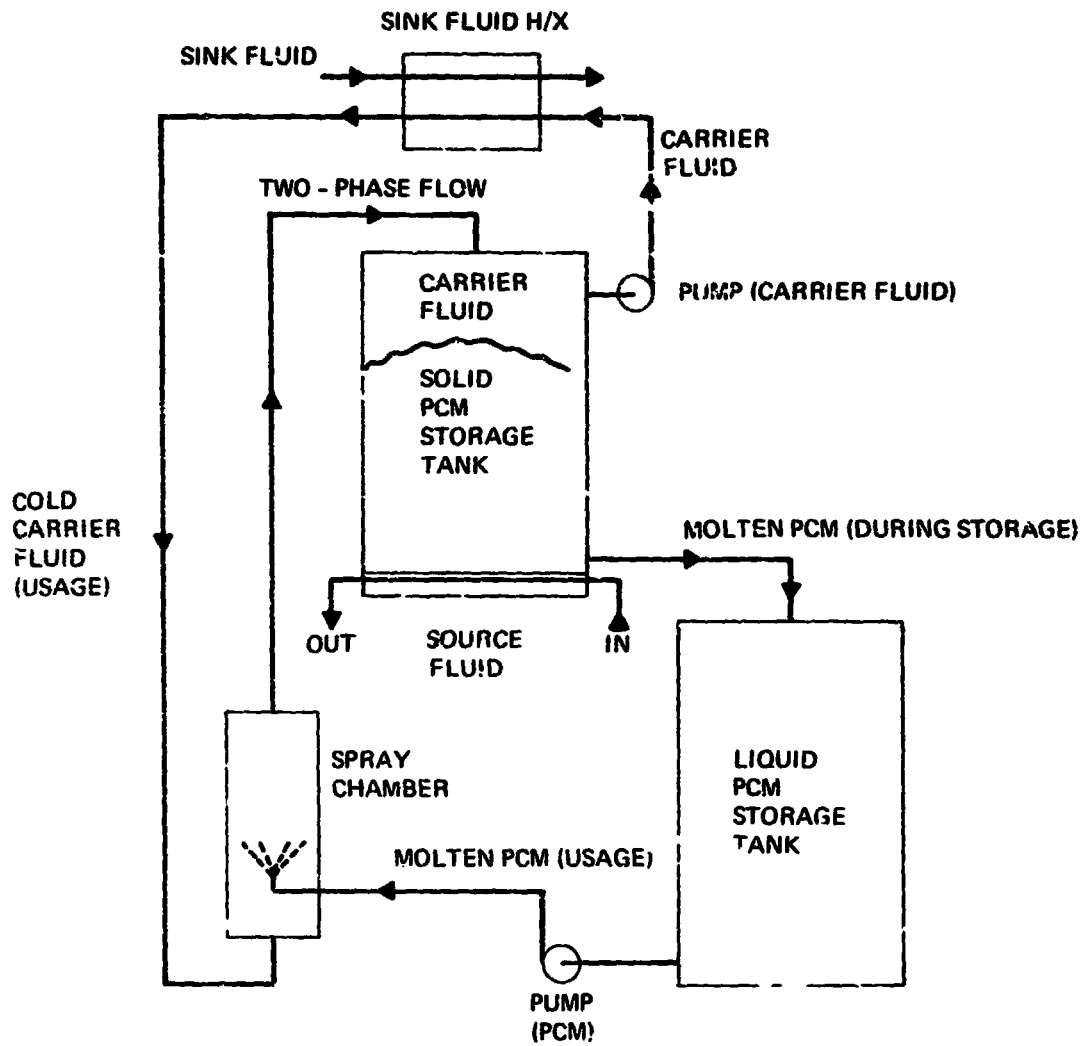 SINK FLUID H/X
SINK FLUID
CARRIER
FLUID
TWO - PHASE FLOW
CARRIER
FLUID
PUMP (CARRIER FLUID)
SOLID
PCM
STORAGE
TANK
COLD
CARRIER
FLUID
(USAGE)
MOLTEN PCM (DURING STORAGE)
OUT
SOURCE
FLUID
IN
SPRAY
CHAMBER
LIQUID
PCM
STORAGE
TANK
MOLTEN PCM (USAGE)
PUMP
(PCM)